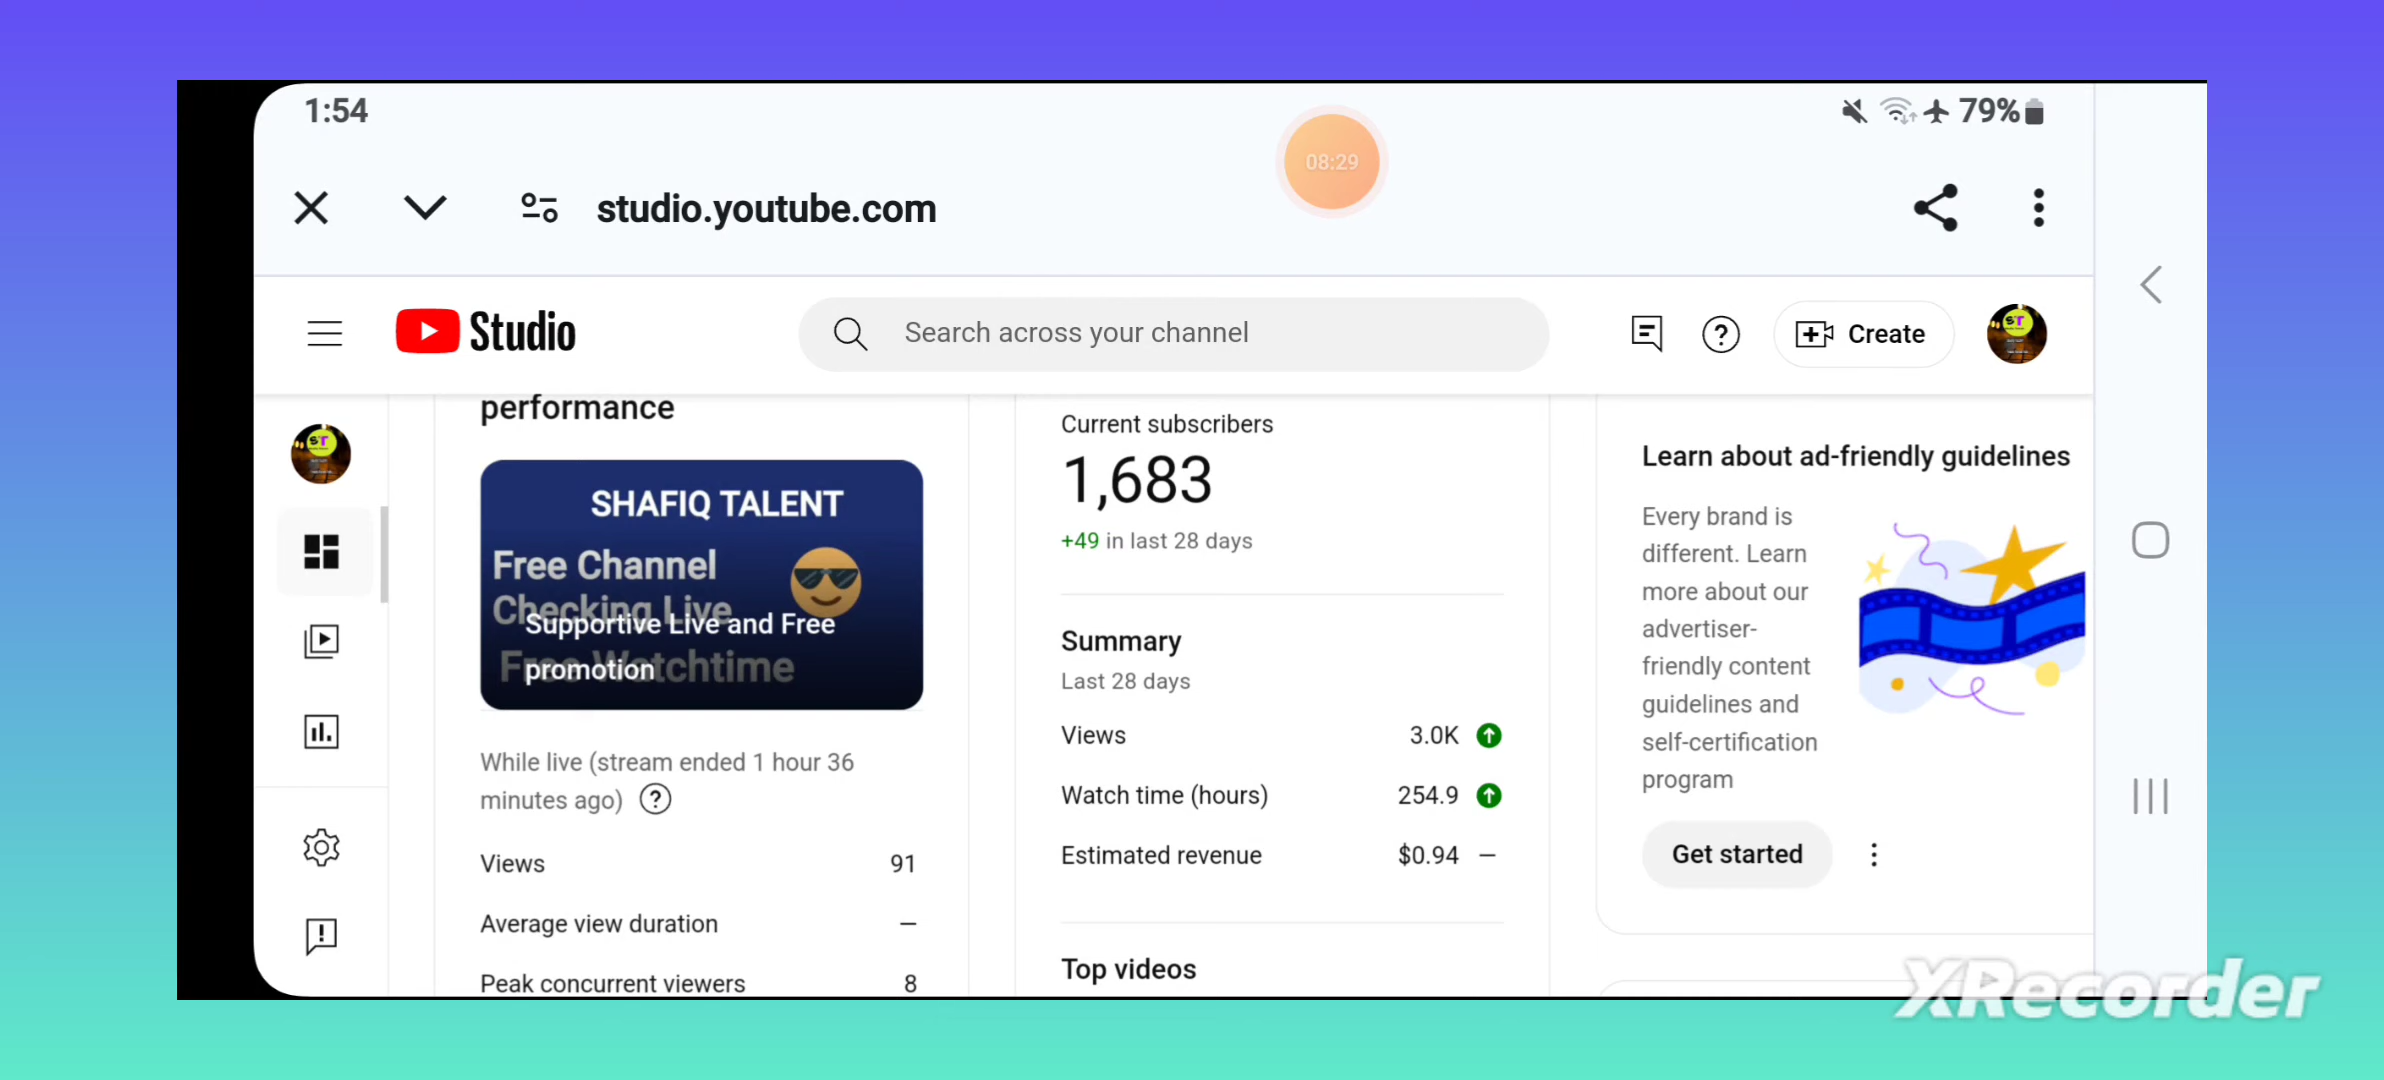 1:54
79%
08:29
studio.youtube.com
Studio
Search across your channel
Create
ST
ST
performance
SHAFIQ TALENT
Free Channel
Checking Live
Supportive Live and Free
Free Watchtime
promotion
While live (stream ended 1 hour 36
minutes ago)
Views 91
Average view duration –
Peak concurrent viewers 8
Current subscribers
1,683
+49 in last 28 days
Summary
Last 28 days
Views 3.0K
Watch time (hours) 254.9
Estimated revenue $0.94 –
Top videos
Learn about ad-friendly guidelines
Every brand is
different. Learn
more about our
advertiser-
friendly content
guidelines and
self-certification
program
Get started
XRecorder